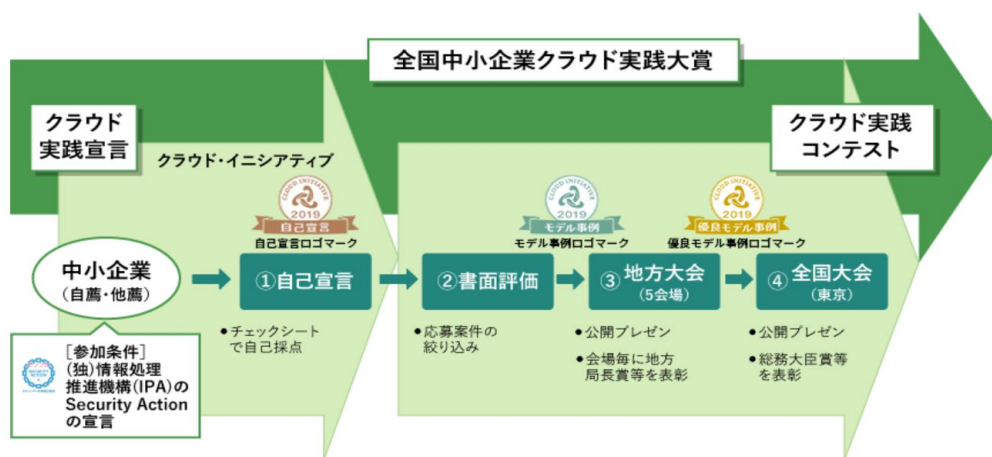 全国中小企業クラウド実践大賞
クラウド
実践宣言
クラウド・イニシアティブ
クラウド実践
コンテスト
CLOUD INITIATIVE
2019
自己宣言
自己宣言ロゴマーク
CLOUD INITIATIVE
2019
モデル事例
モデル事例ロゴマーク
CLOUD INITIATIVE
2019
優良モデル事例
優良モデル事例ロゴマーク
中小企業
(自薦・他薦)
①自己宣言
②書面評価
③地方大会
(5会場)
④全国大会
(東京)
●チェックシート
で自己採点
●応募案件の
絞り込み
●公開プレゼン
●会場毎に地方
局長賞等を表彰
●公開プレゼン
●総務大臣賞等
を表彰
[参加条件]
(独)情報処理
推進機構(IPA)の
Security Action
の宣言